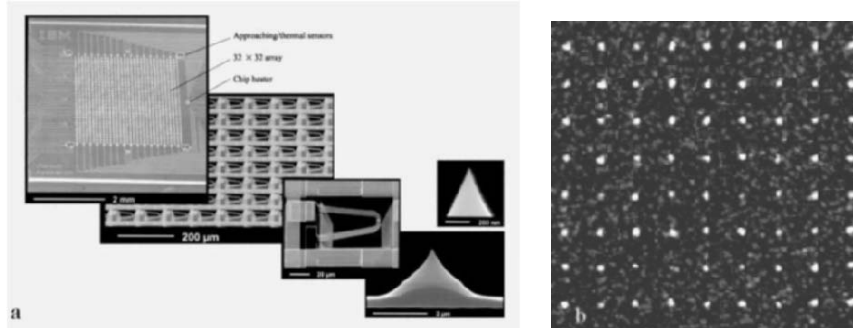 IBM
Approaching/thermal sensors
32 × 32 array
Chip heater
2 mm
200 μm
20 μm
200 nm
2 μm
a
b